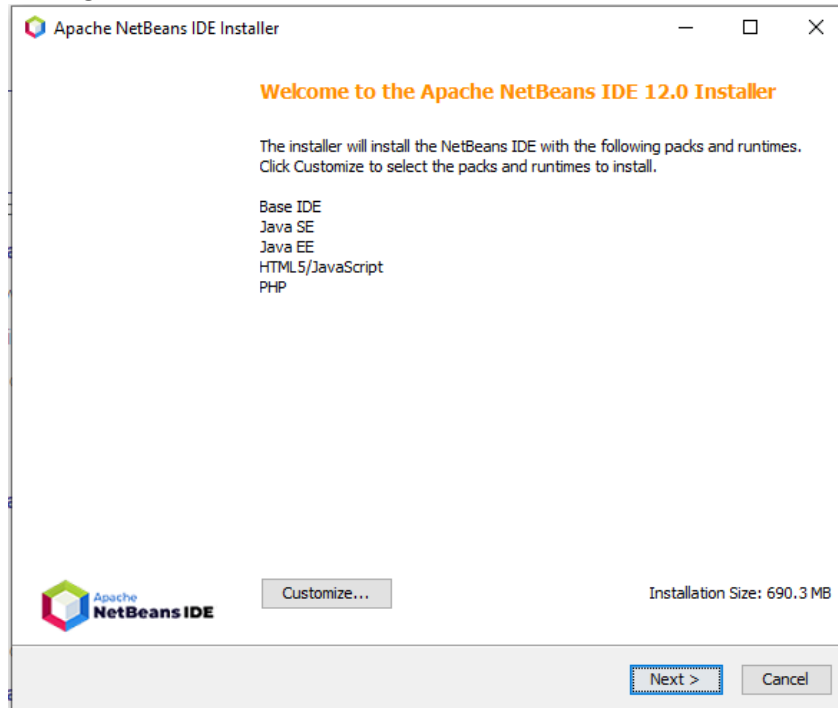 Apache NetBeans IDE Installer
Welcome to the Apache NetBeans IDE 12.0 Installer
The installer will install the NetBeans IDE with the following packs and runtimes.
Click Customize to select the packs and runtimes to install.
Base IDE
Java SE
Java EE
HTML5/JavaScript
PHP
Apache
NetBeans IDE
Customize...
Installation Size: 690.3 MB
Next >
Cancel